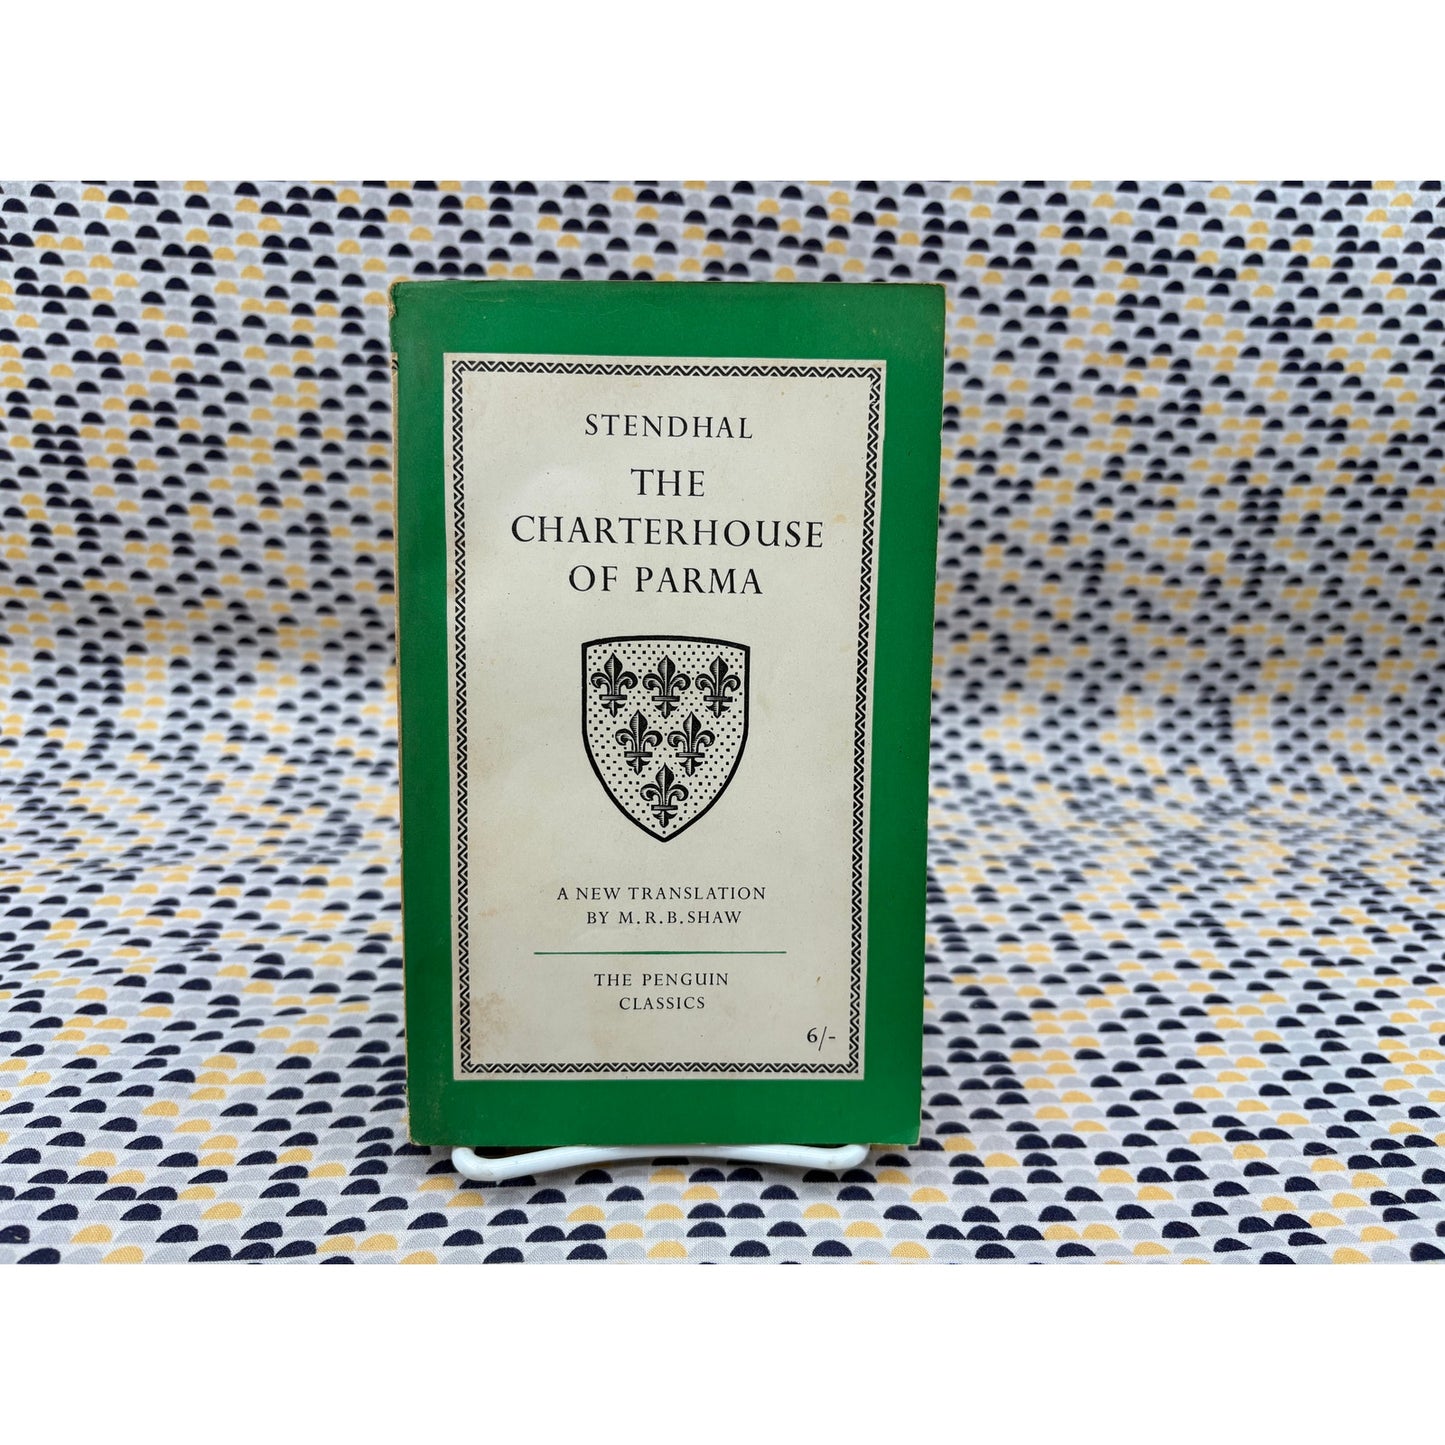 STENDHAL
THE
CHARTERHOUSE
OF PARMA
A NEW TRANSLATION
BY M.R.B.SHAW
THE PENGUIN
CLASSICS
6/-